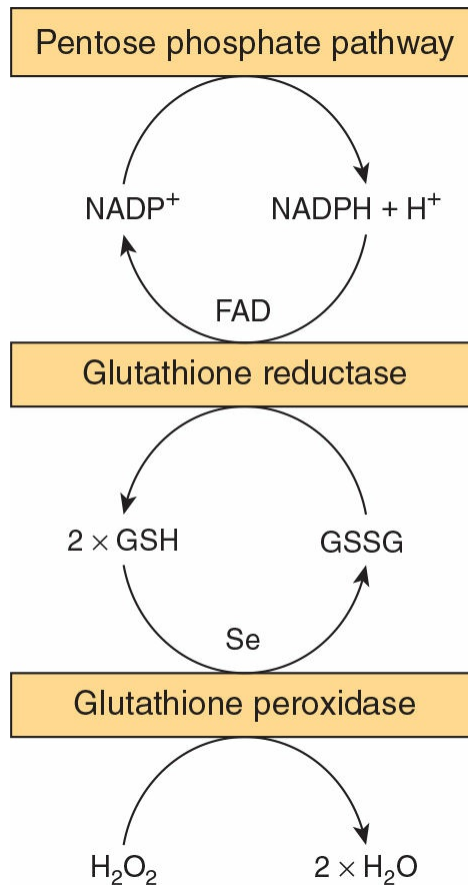 Pentose phosphate pathway
NADP⁺ NADPH + H⁺
FAD
Glutathione reductase
2 × GSH GSSG
Se
Glutathione peroxidase
H₂O₂ 2 × H₂O